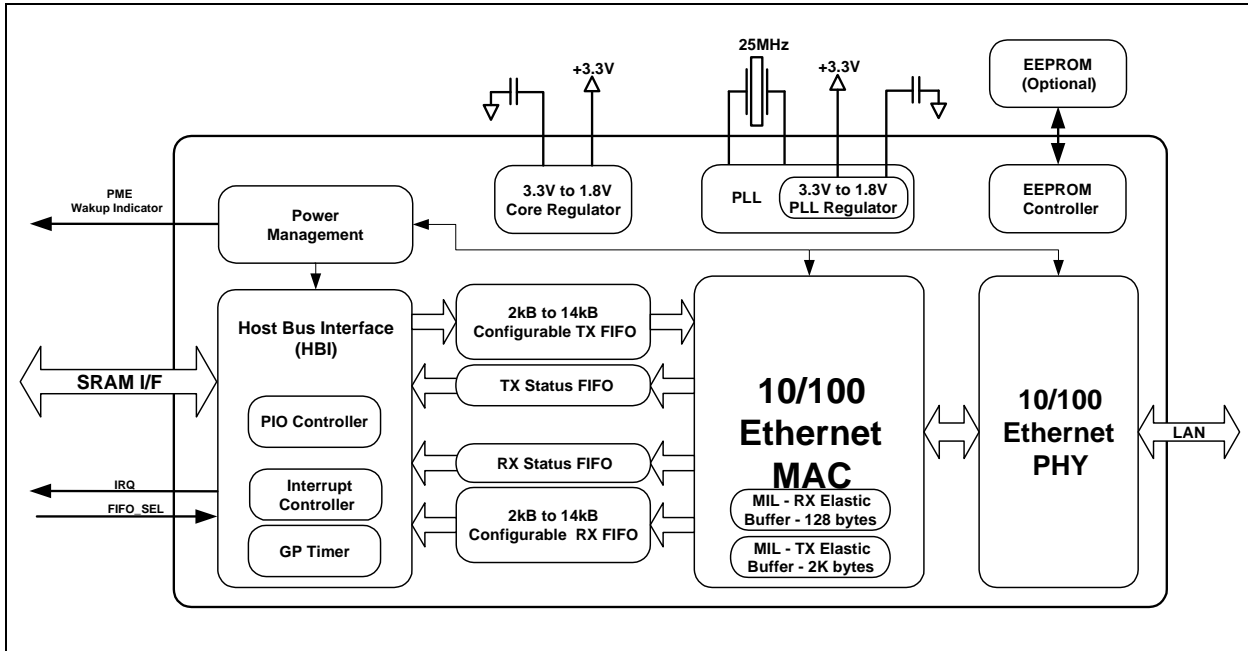 25MHz
+3.3V
+3.3V
EEPROM
(Optional)
PME
Wakup Indicator
Power
Management
3.3V to 1.8V
Core Regulator
PLL
3.3V to 1.8V
PLL Regulator
EEPROM
Controller
Host Bus Interface
(HBI)
2kB to 14kB
Configurable TX FIFO
SRAM I/F
TX Status FIFO
PIO Controller
RX Status FIFO
IRQ
FIFO_SEL
Interrupt
Controller
GP Timer
2kB to 14kB
Configurable RX FIFO
10/100
Ethernet
MAC
MIL - RX Elastic
Buffer - 128 bytes
MIL - TX Elastic
Buffer - 2K bytes
10/100
Ethernet
PHY
LAN